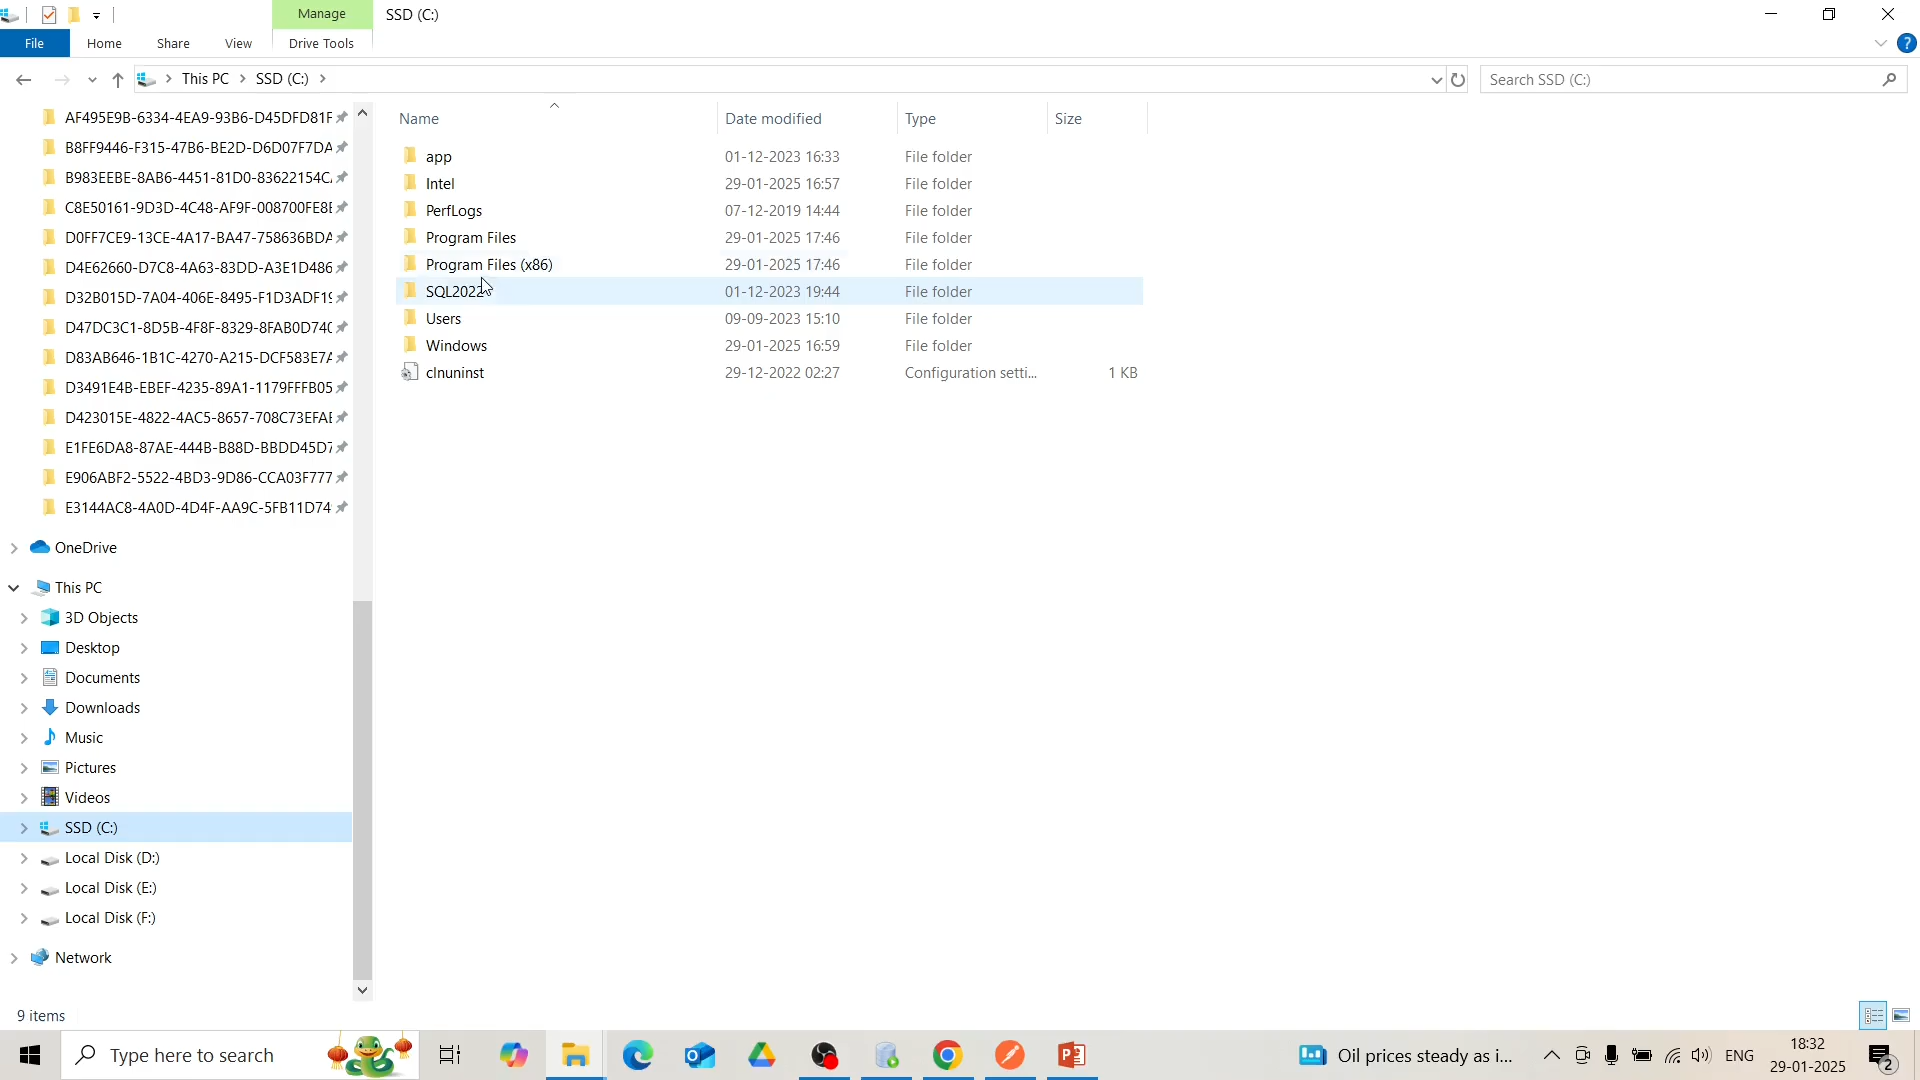 Manage
SSD (C:)
File
Home
Share
View
Drive Tools
This PC
SSD (C:)
Search SSD (C:)
AF495E9B-6334-4EA9-93B6-D45DFD81F
B8FF9446-F315-47B6-BE2D-D6D07F7DA
B983EEBE-8AB6-4451-81D0-83622154C
C8E50161-9D3D-4C48-AF9F-008700FE8E
D0FF7CE9-13CE-4A17-BA47-758636BDA
D4E62660-D7C8-4A63-83DD-A3E1D486
D32B015D-7A04-406E-8495-F1D3ADF19
D47DC3C1-8D5B-4F8F-8329-8FAB0D740
D83AB646-1B1C-4270-A215-DCF583E7A
D3491E4B-EBEF-4235-89A1-1179FFFB05
D423015E-4822-4AC5-8657-708C73EFAE
E1FE6DA8-87AE-444B-B88D-BBDD45D7
E906ABF2-5522-4BD3-9D86-CCA03F777
E3144AC8-4A0D-4D4F-AA9C-5FB11D74
OneDrive
This PC
3D Objects
Desktop
Documents
Downloads
Music
Pictures
Videos
SSD (C:)
Local Disk (D:)
Local Disk (E:)
Local Disk (F:)
Network
Name Date modified Type Size
app 01-12-2023 16:33 File folder
Intel 29-01-2025 16:57 File folder
PerfLogs 07-12-2019 14:44 File folder
Program Files 29-01-2025 17:46 File folder
Program Files (x86) 29-01-2025 17:46 File folder
SQL2022 01-12-2023 19:44 File folder
Users 09-09-2023 15:10 File folder
Windows 29-01-2025 16:59 File folder
clnuninst 29-12-2022 02:27 Configuration setti... 1 KB
9 items
Type here to search
Oil prices steady as i...
ENG
18:32
29-01-2025
2